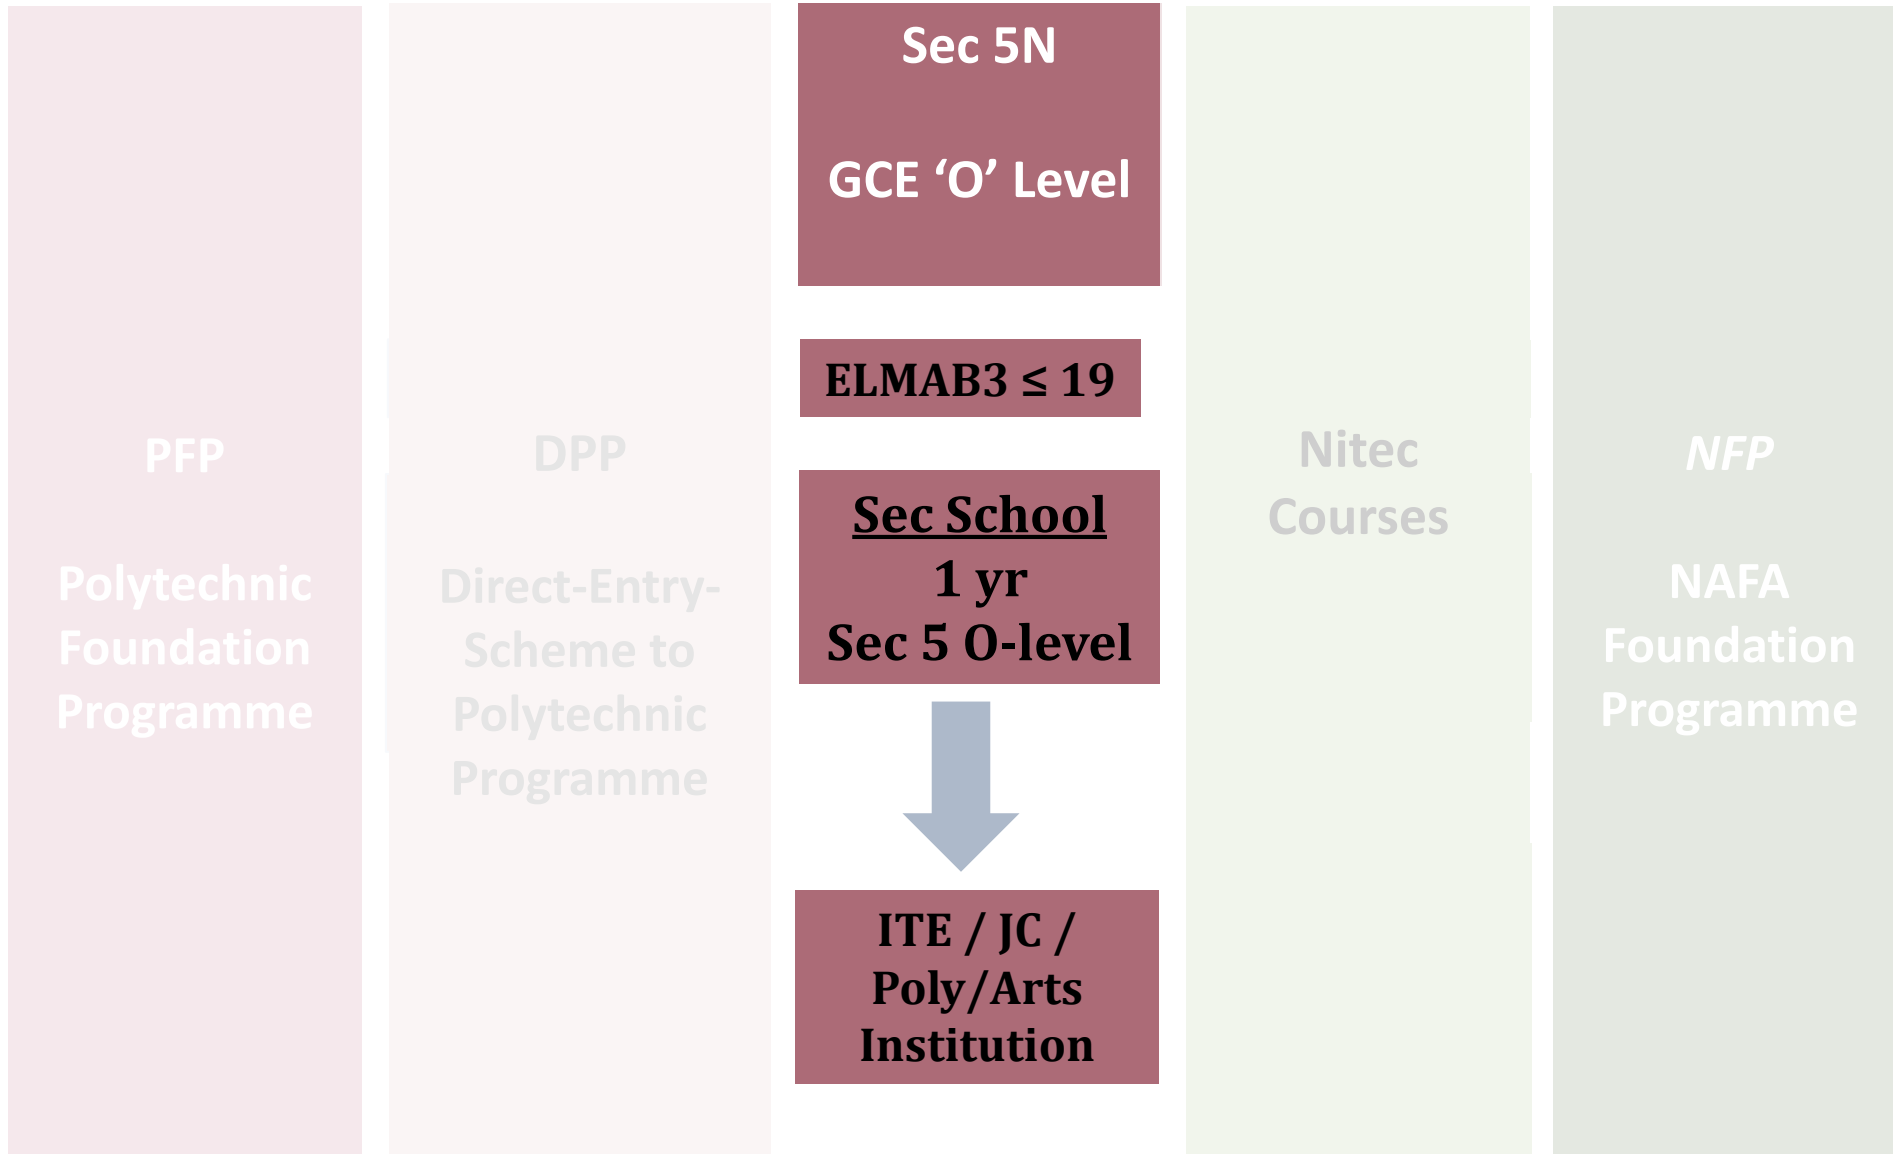 PFP
Polytechnic
Foundation
Programme
DPP
Direct-Entry-
Scheme to
Polytechnic
Programme
Sec 5N
GCE ‘O’ Level
ELMAB3 ≤ 19
Sec School
1 yr
Sec 5 O-level
ITE / JC /
Poly/Arts
Institution
Nitec
Courses
NFP
NAFA
Foundation
Programme